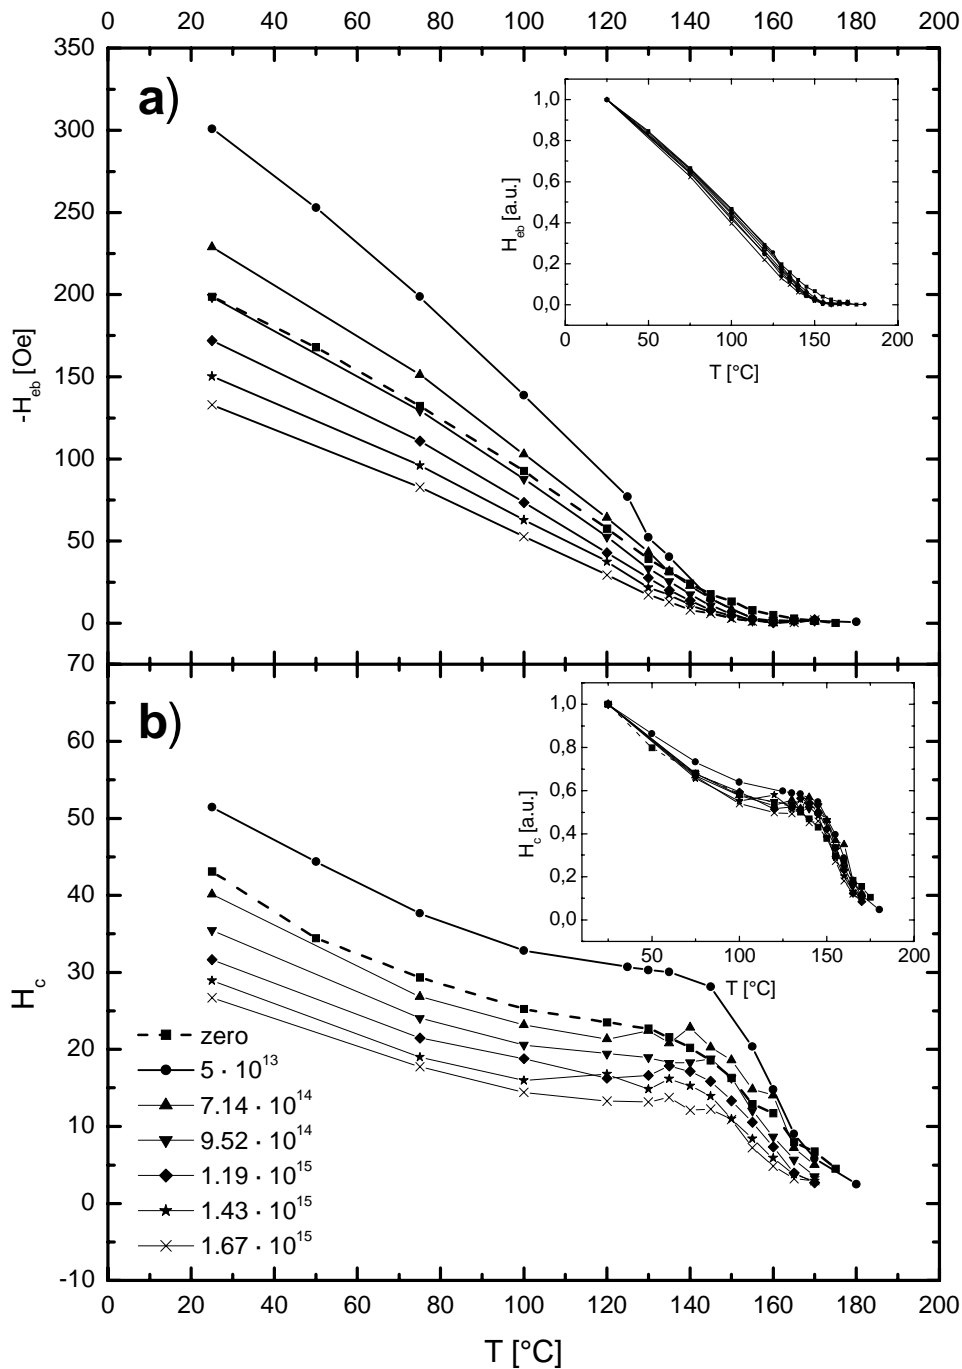 0 20 40 60 80 100 120 140 160 180 200
350
300
250
200
150
100
50
0
-H_eb [Oe]
a)
1,0
0,8
0,6
0,4
0,2
0,0
H_eb [a.u.]
0 50 100 150 200
T [°C]
70
60
50
40
30
20
10
0
-10
H_c
b)
1,0
0,8
0,6
0,4
0,2
0,0
H_c [a.u.]
50 100 150 200
T [°C]
zero
5 · 10^13
7.14 · 10^14
9.52 · 10^14
1.19 · 10^15
1.43 · 10^15
1.67 · 10^15
0 20 40 60 80 100 120 140 160 180 200
T [°C]